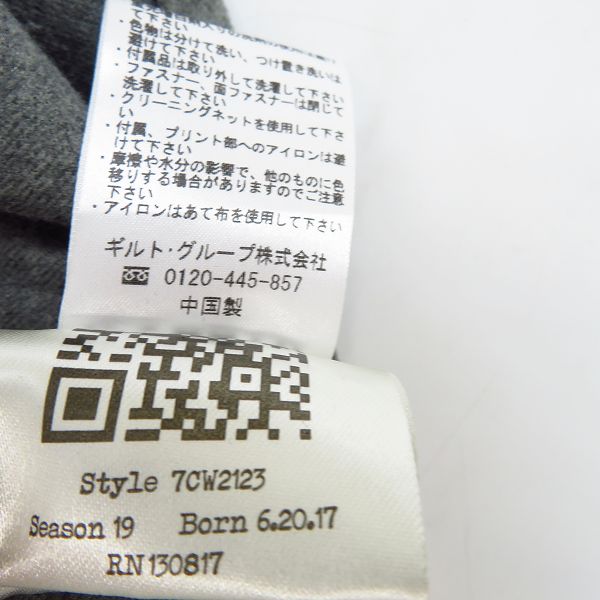 て下さい
・色物は分けて洗い、つけ置き洗いは
避けて下さい
・付属品は取り外して洗濯して下さい
・ファスナー、面ファスナーは閉じて
洗濯して下さい
・クリーニングネットを使用して下さ
い
・付属、プリント部へのアイロンは避
けて下さい
・摩擦や水分の影響で、他のものに色
移りする場合がありますのでご注意
下さい
・アイロンはあて布を使用して下さい
ギルト・グループ株式会社
0120-445-857
中国製
Style 7CW2123
Season 19 Born 6.20.17
RN 130817